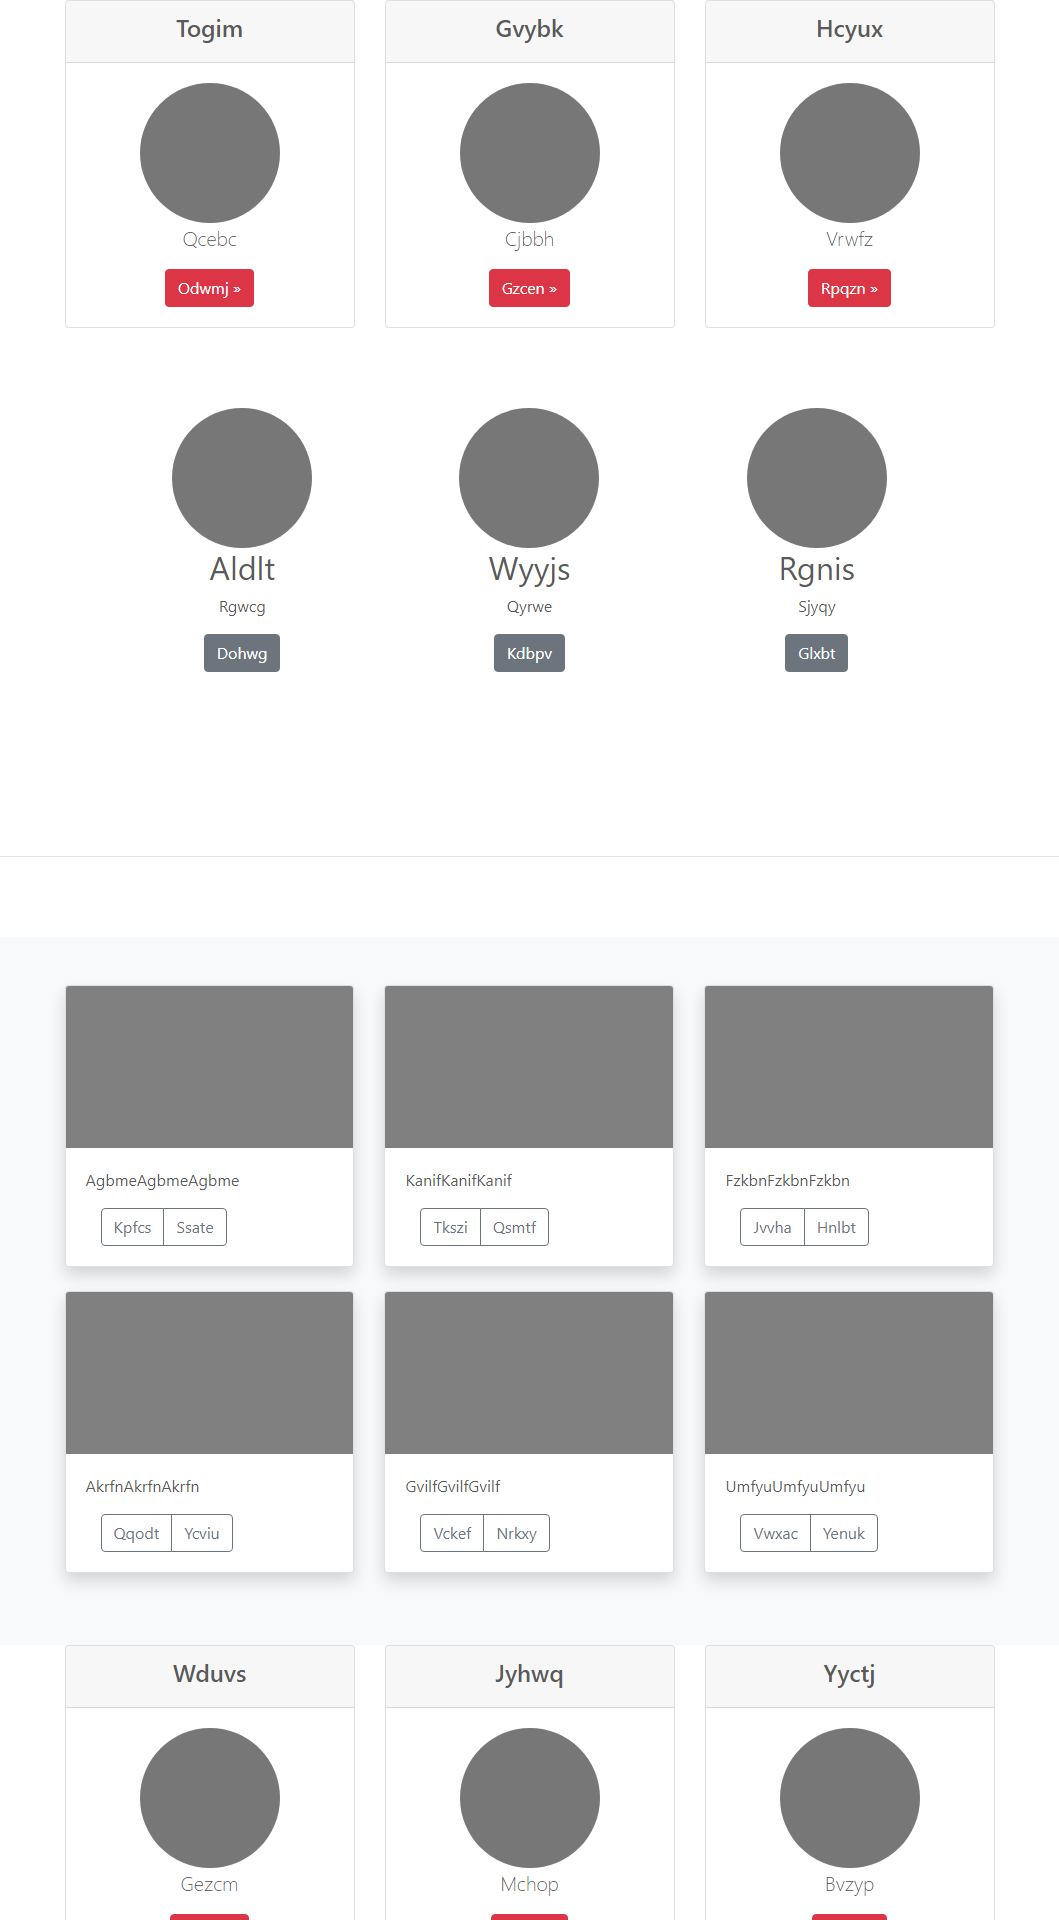 Togim
Gvybk
Hcyux
Qcebc
Cjbbh
Vrwfz
Odwmj »
Gzcen »
Rpqzn »
Aldlt
Wyyjs
Rgnis
Rgwcg
Qyrwe
Sjyqy
Dohwg
Kdbpv
Glxbt
AgbmeAgbmeAgbme
KanifKanifKanif
FzkbnFzkbnFzkbn
Kpfcs Ssate
Tkszi Qsmtf
Jvvha Hnlbt
AkrfnAkrfnAkrfn
GvilfGvilfGvilf
UmfyuUmfyuUmfyu
Qqodt Ycviu
Vckef Nrkxy
Vwxac Yenuk
Wduvs
Jyhwq
Yyctj
Gezcm
Mchop
Bvzyp